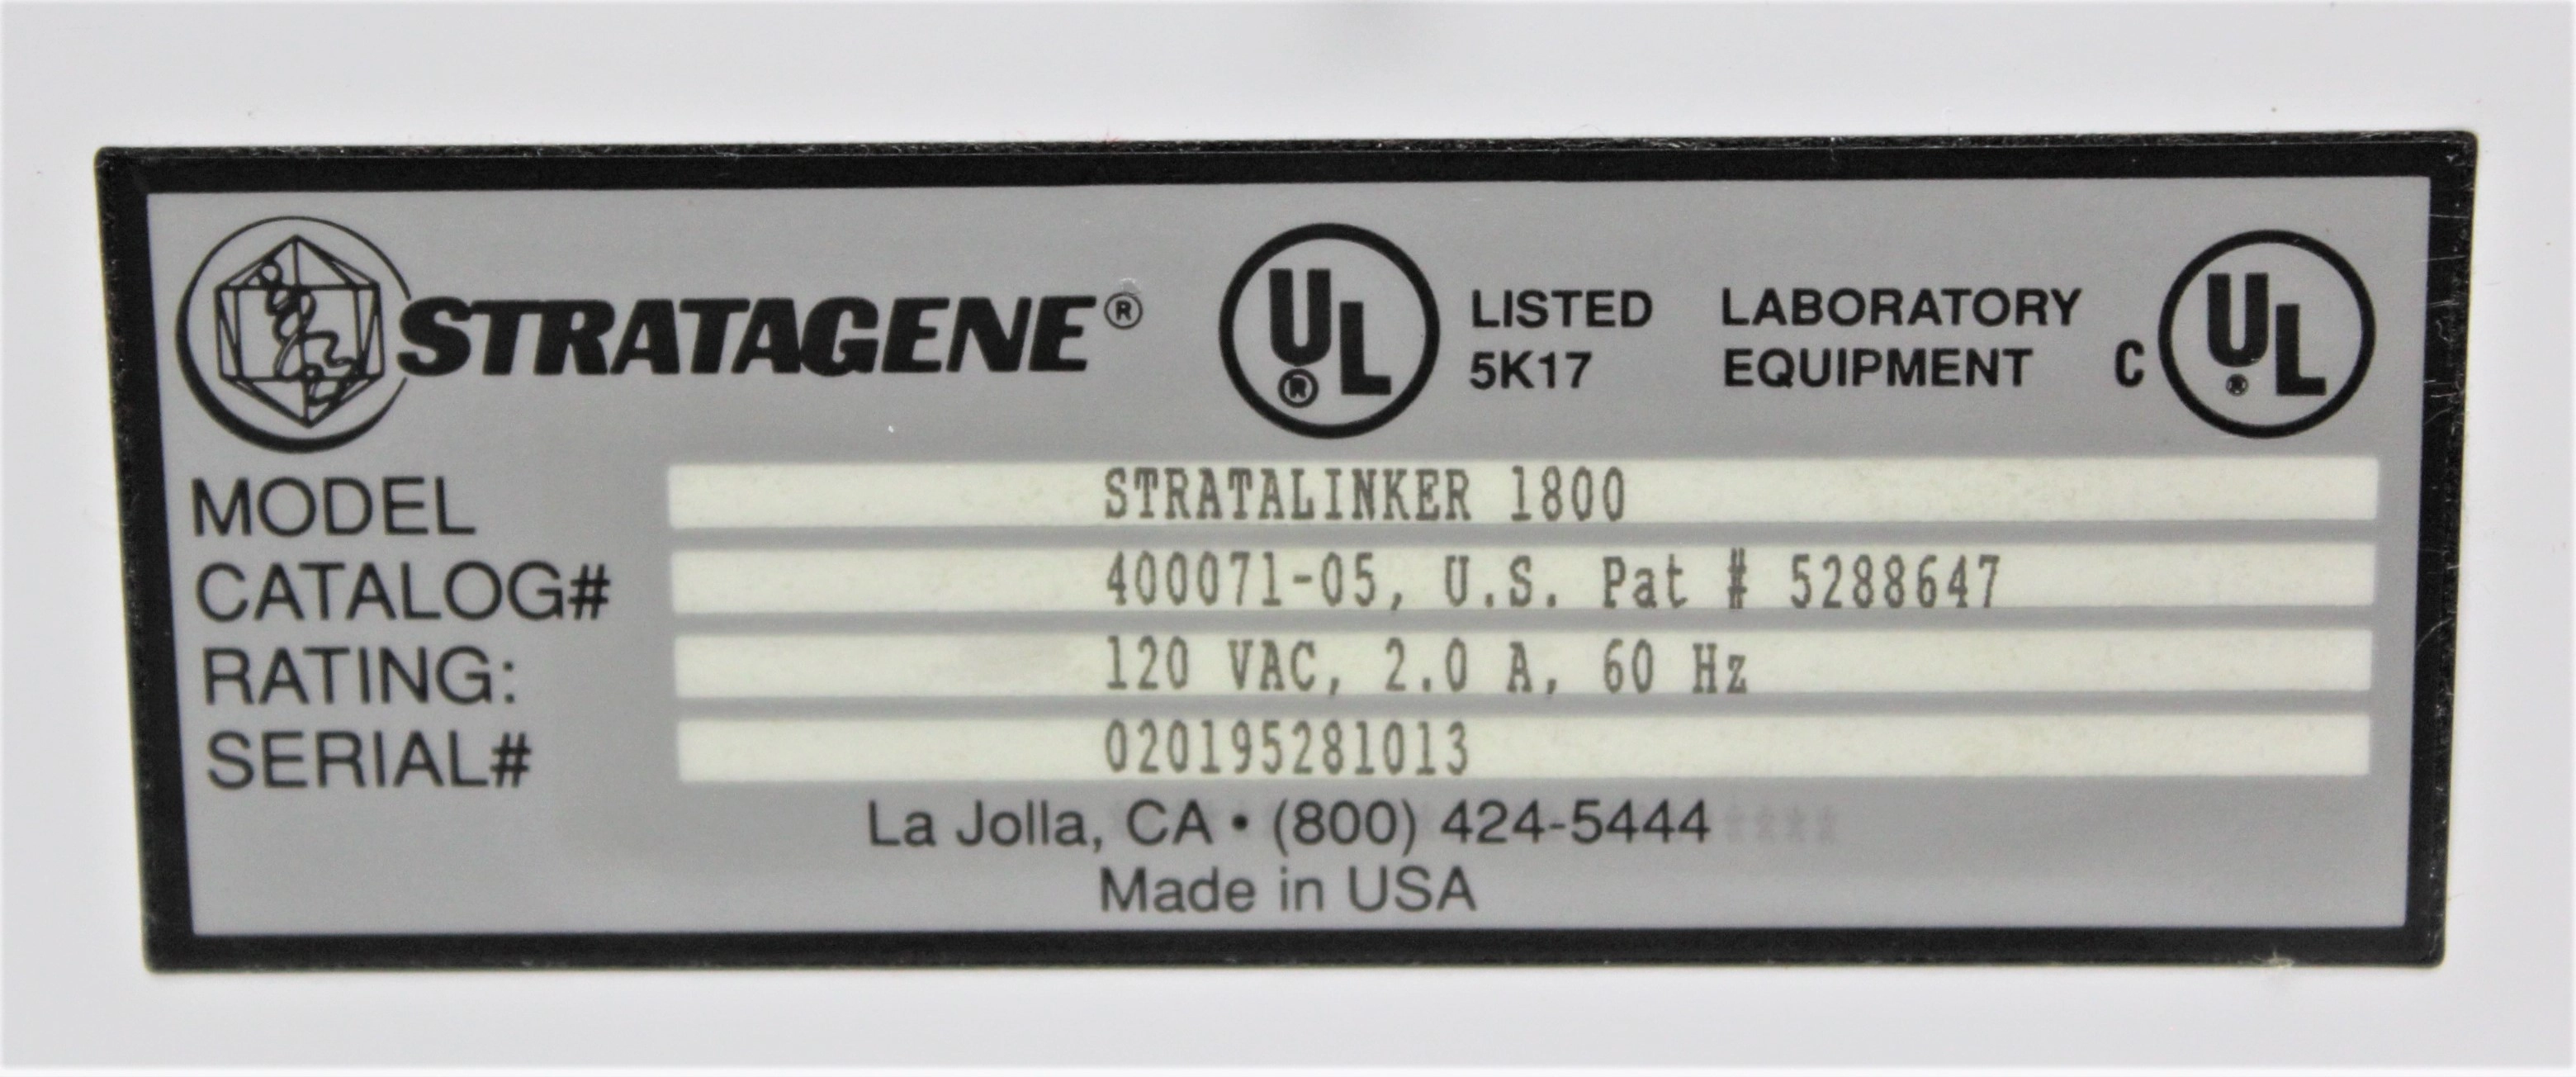 STRATAGENE® UL® LISTED 5K17 LABORATORY EQUIPMENT C UL®
MODEL STRATALINKER 1800
CATALOG# 400071-05, U.S. Pat # 5288647
RATING: 120 VAC, 2.0 A, 60 Hz
SERIAL# 020195281013
La Jolla, CA • (800) 424-5444
Made in USA